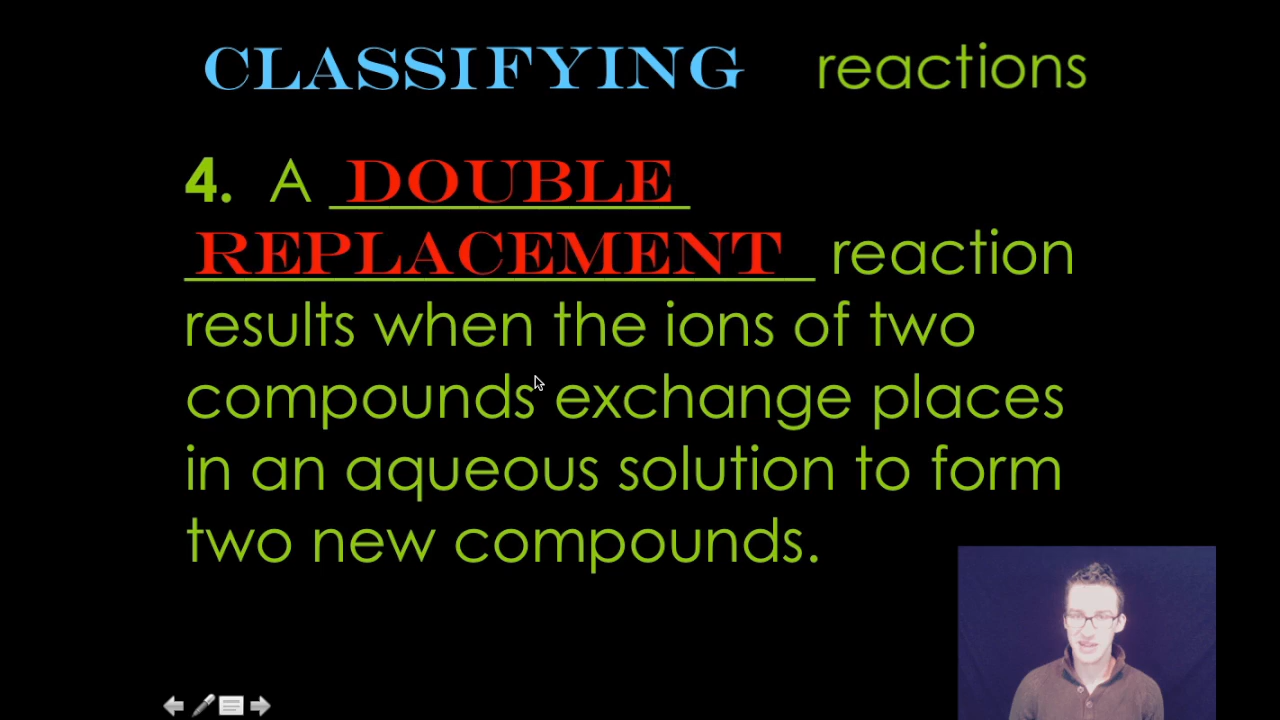 CLASSIFYING reactions
4. A DOUBLE
REPLACEMENT reaction
results when the ions of two
compounds exchange places
in an aqueous solution to form
two new compounds.